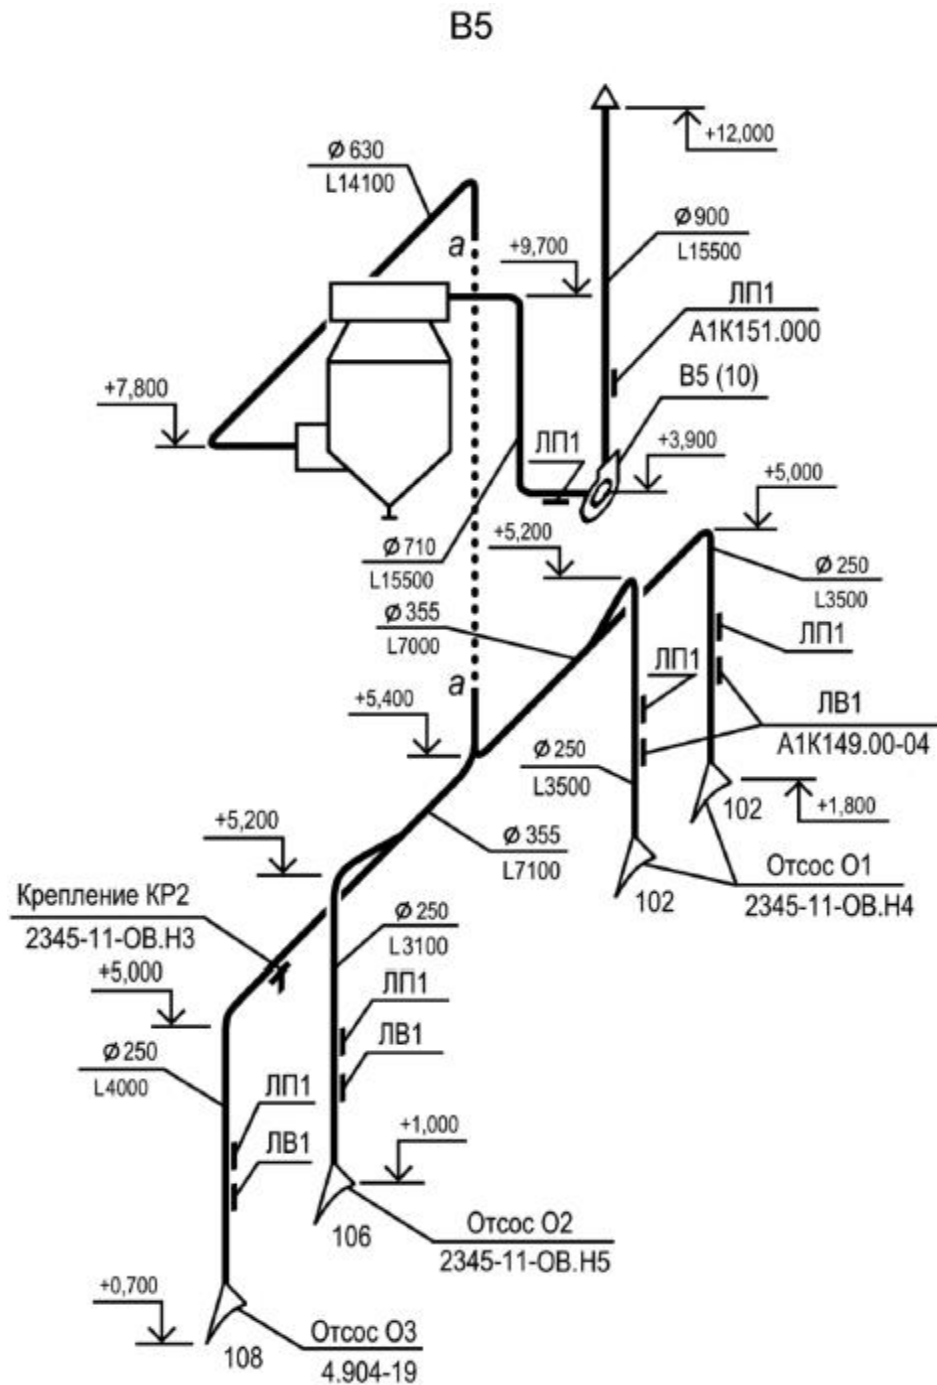 В5
+12,000
Ø 630
L14100
Ø 900
L15500
a
+9,700
ЛП1
А1К151.000
В5 (10)
+7,800
ЛП1
+3,900
+5,000
+5,200
Ø 710
L15500
Ø 250
L3500
Ø 355
L7000
ЛП1
ЛП1
a
+5,400
ЛВ1
А1К149.00-04
Ø 250
L3500
102
+1,800
+5,200
Ø 355
L7100
102
Отсос О1
2345-11-ОВ.Н4
Крепление КР2
2345-11-ОВ.Н3
Ø 250
L3100
+5,000
ЛП1
ЛВ1
Ø 250
L4000
ЛП1
ЛВ1
+1,000
106
Отсос О2
2345-11-ОВ.Н5
+0,700
108
Отсос О3
4.904-19